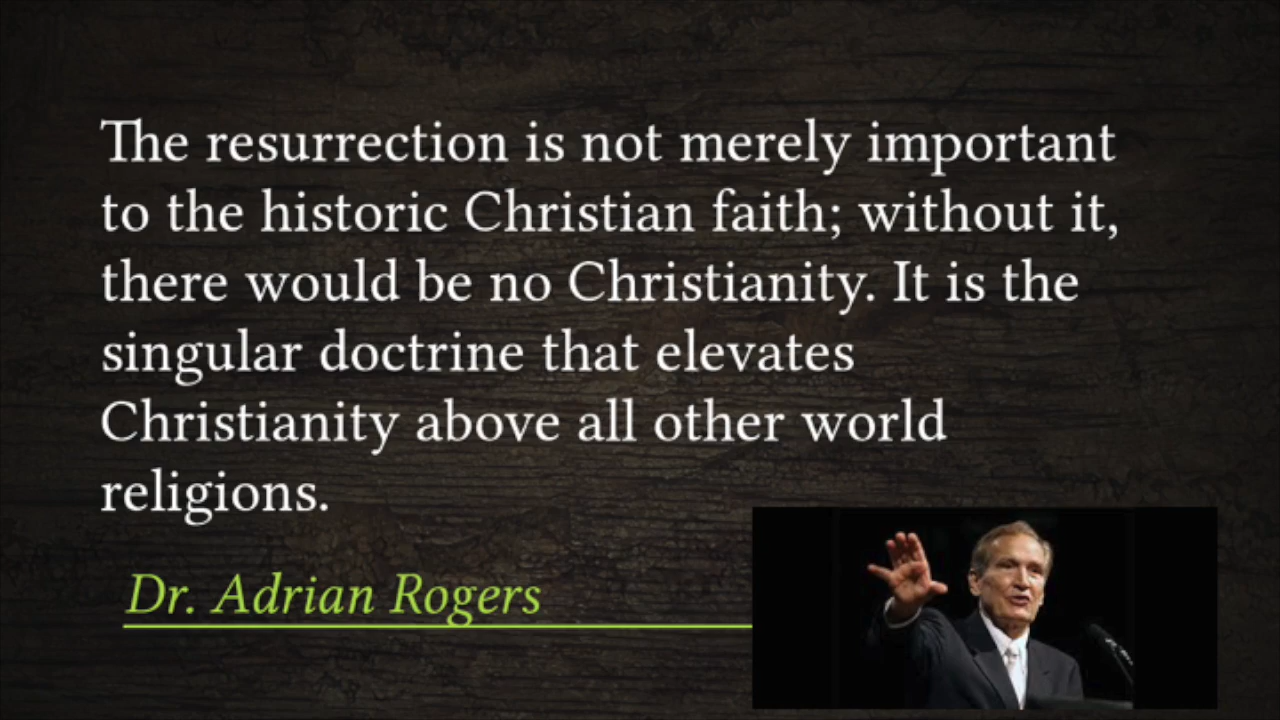 The resurrection is not merely important
to the historic Christian faith; without it,
there would be no Christianity. It is the
singular doctrine that elevates
Christianity above all other world
religions.
Dr. Adrian Rogers